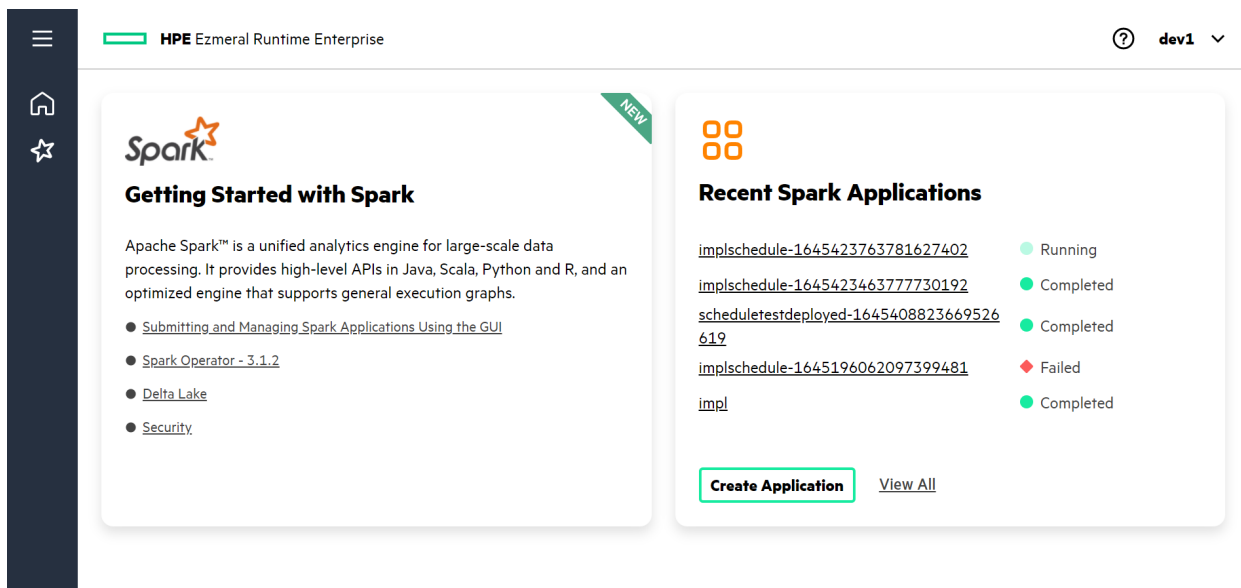 HPE Ezmeral Runtime Enterprise
dev1
NEW
Spark
Getting Started with Spark
Apache Spark™ is a unified analytics engine for large-scale data
processing. It provides high-level APIs in Java, Scala, Python and R, and an
optimized engine that supports general execution graphs.
Submitting and Managing Spark Applications Using the GUI
Spark Operator - 3.1.2
Delta Lake
Security
Recent Spark Applications
implschedule-1645423763781627402 Running
implschedule-1645423463777730192 Completed
scheduletestdeployed-1645408823669526
619 Completed
implschedule-1645196062097399481 Failed
impl Completed
Create Application View All